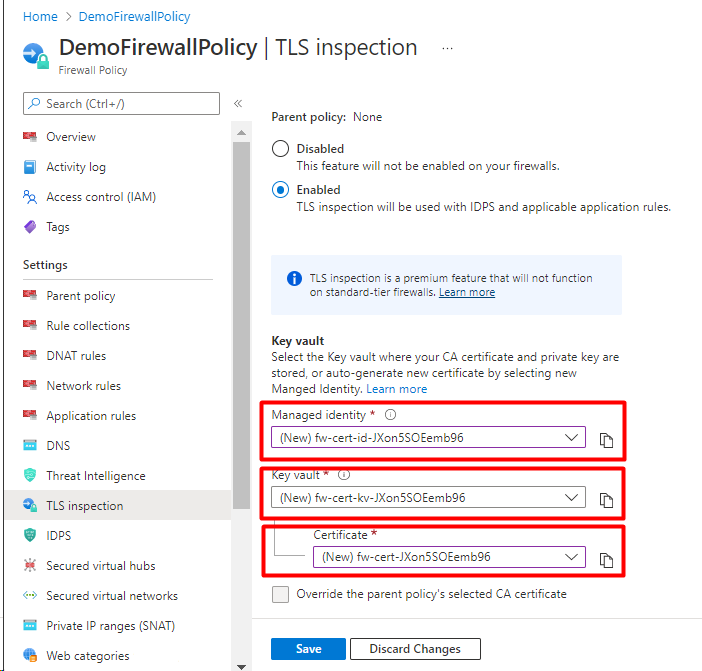 Home > DemoFirewallPolicy
DemoFirewallPolicy | TLS inspection ...
Firewall Policy
Search (Ctrl+/)
«
Overview
Activity log
Access control (IAM)
Tags
Settings
Parent policy
Rule collections
DNAT rules
Network rules
Application rules
DNS
Threat Intelligence
TLS inspection
IDPS
Secured virtual hubs
Secured virtual networks
Private IP ranges (SNAT)
Web categories
Parent policy: None
Disabled
This feature will not be enabled on your firewalls.
Enabled
TLS inspection will be used with IDPS and applicable application rules.
TLS inspection is a premium feature that will not function
on standard-tier firewalls. Learn more
Key vault
Select the Key vault where your CA certificate and private key are
stored, or auto-generate new certificate by selecting new
Manged Identity. Learn more
Managed identity *
(New) fw-cert-id-JXon5SOEemb96
Key vault *
(New) fw-cert-kv-JXon5SOEemb96
Certificate *
(New) fw-cert-JXon5SOEemb96
Override the parent policy's selected CA certificate
Save
Discard Changes